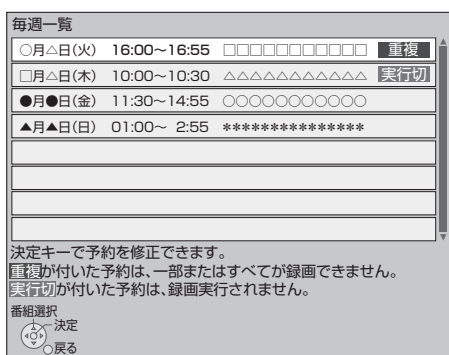 毎週一覧
○月△日(火) 16:00～16:55 □□□□□□□□□□□ 重複
□月△日(木) 10:00～10:30 △△△△△△△△△△△ 実行切
●月●日(金) 11:30～14:55 ○○○○○○○○○○○
▲月▲日(日) 01:00～ 2:55 ***************
決定キーで予約を修正できます。
重複が付いた予約は、一部またはすべてが録画できません。
実行切が付いた予約は、録画実行されません。
番組選択
決定
戻る